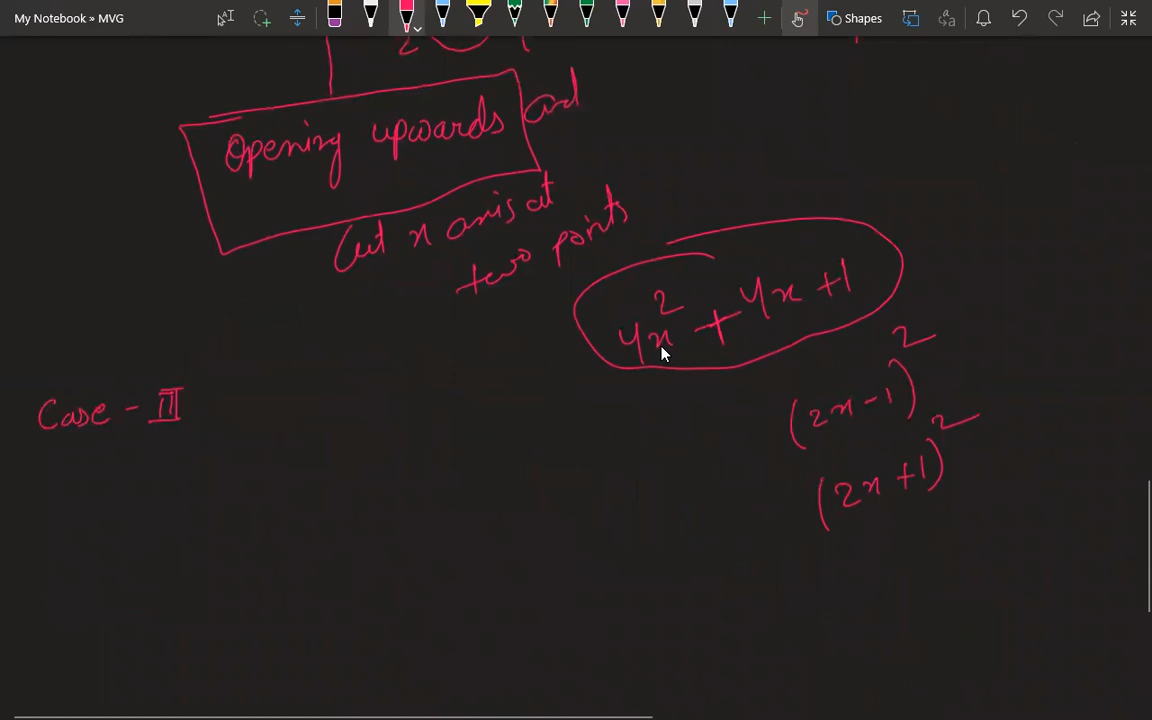 My Notebook » MVG
Shapes
Opening upwards and
Cut x axis at
two points
4x² + 4x + 1
(2x - 1)²
Case - II
(2x + 1)²